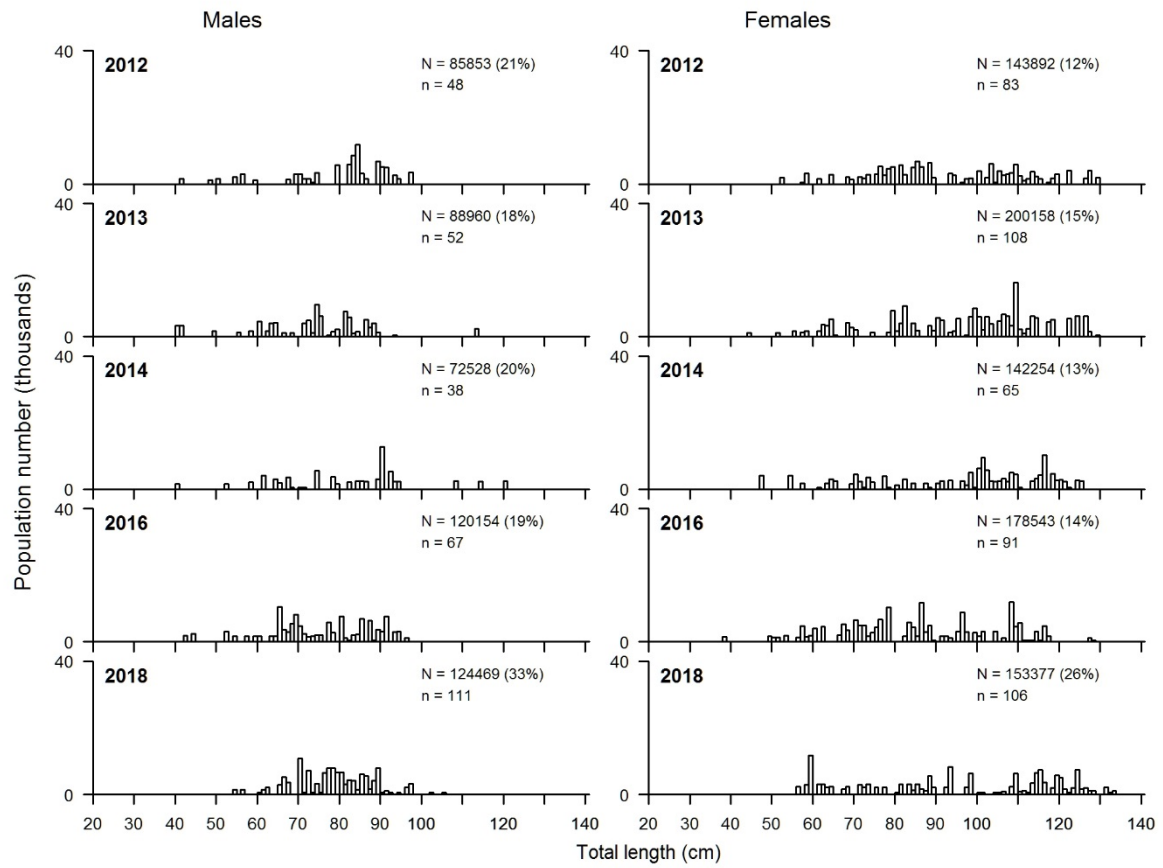 Males
Females
Population number (thousands)
40
2012
N = 85853 (21%)
n = 48
0
40
2012
N = 143892 (12%)
n = 83
0
40
2013
N = 88960 (18%)
n = 52
0
40
2013
N = 200158 (15%)
n = 108
0
40
2014
N = 72528 (20%)
n = 38
0
40
2014
N = 142254 (13%)
n = 65
0
40
2016
N = 120154 (19%)
n = 67
0
40
2016
N = 178543 (14%)
n = 91
0
40
2018
N = 124469 (33%)
n = 111
0
40
2018
N = 153377 (26%)
n = 106
0
20 30 40 50 60 70 80 90 100 120 140
20 30 40 50 60 70 80 90 100 120 140
Total length (cm)